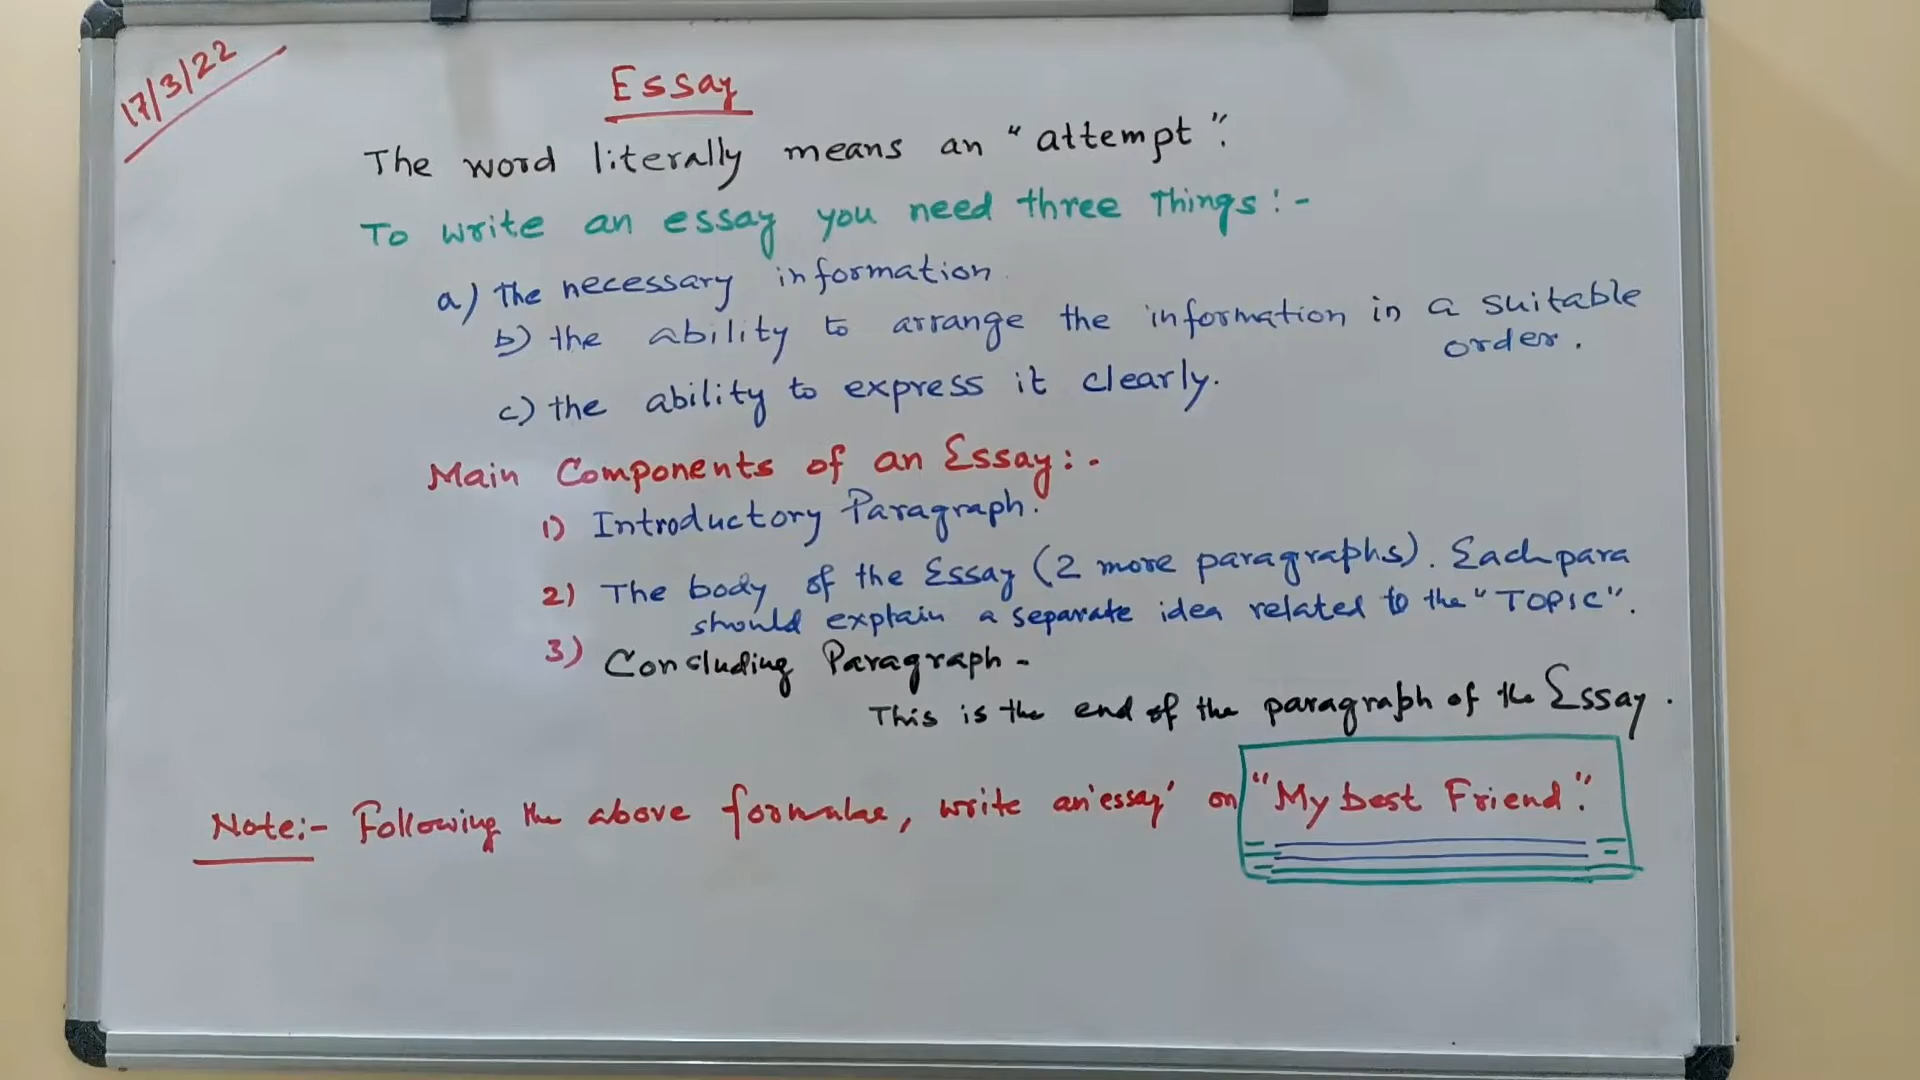 17/3/22
Essay
The word literally means an "attempt".
To write an essay you need three things:-
a) the necessary information
b) the ability to arrange the information in a suitable
order.
c) the ability to express it clearly.
Main Components of an Essay:-
1) Introductory Paragraph.
2) The body of the Essay (2 more paragraphs). Each para
should explain a separate idea related to the "TOPIC".
3) Concluding Paragraph -
This is the end of the paragraph of the Essay.
Note:- Following the above formulae, write an 'essay' on "My best Friend".